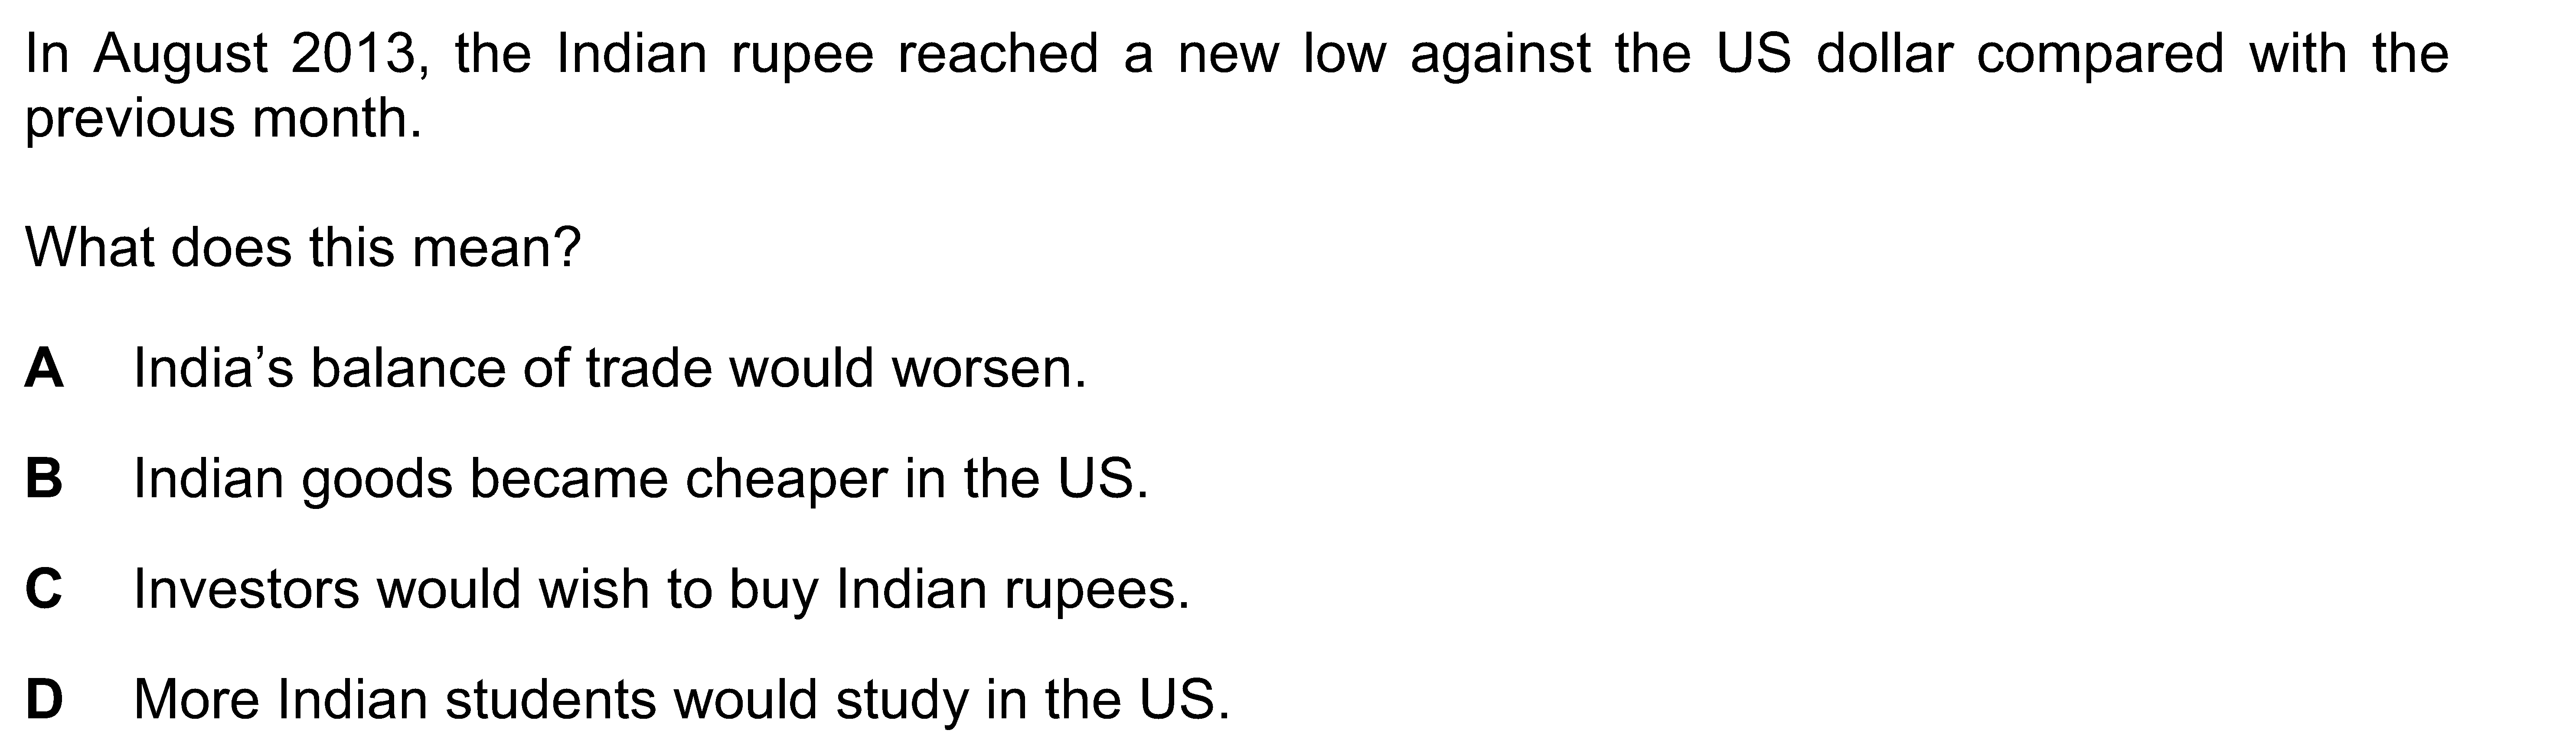 In August 2013, the Indian rupee reached a new low against the US dollar compared with the
previous month.
What does this mean?
A India’s balance of trade would worsen.
B Indian goods became cheaper in the US.
C Investors would wish to buy Indian rupees.
D More Indian students would study in the US.